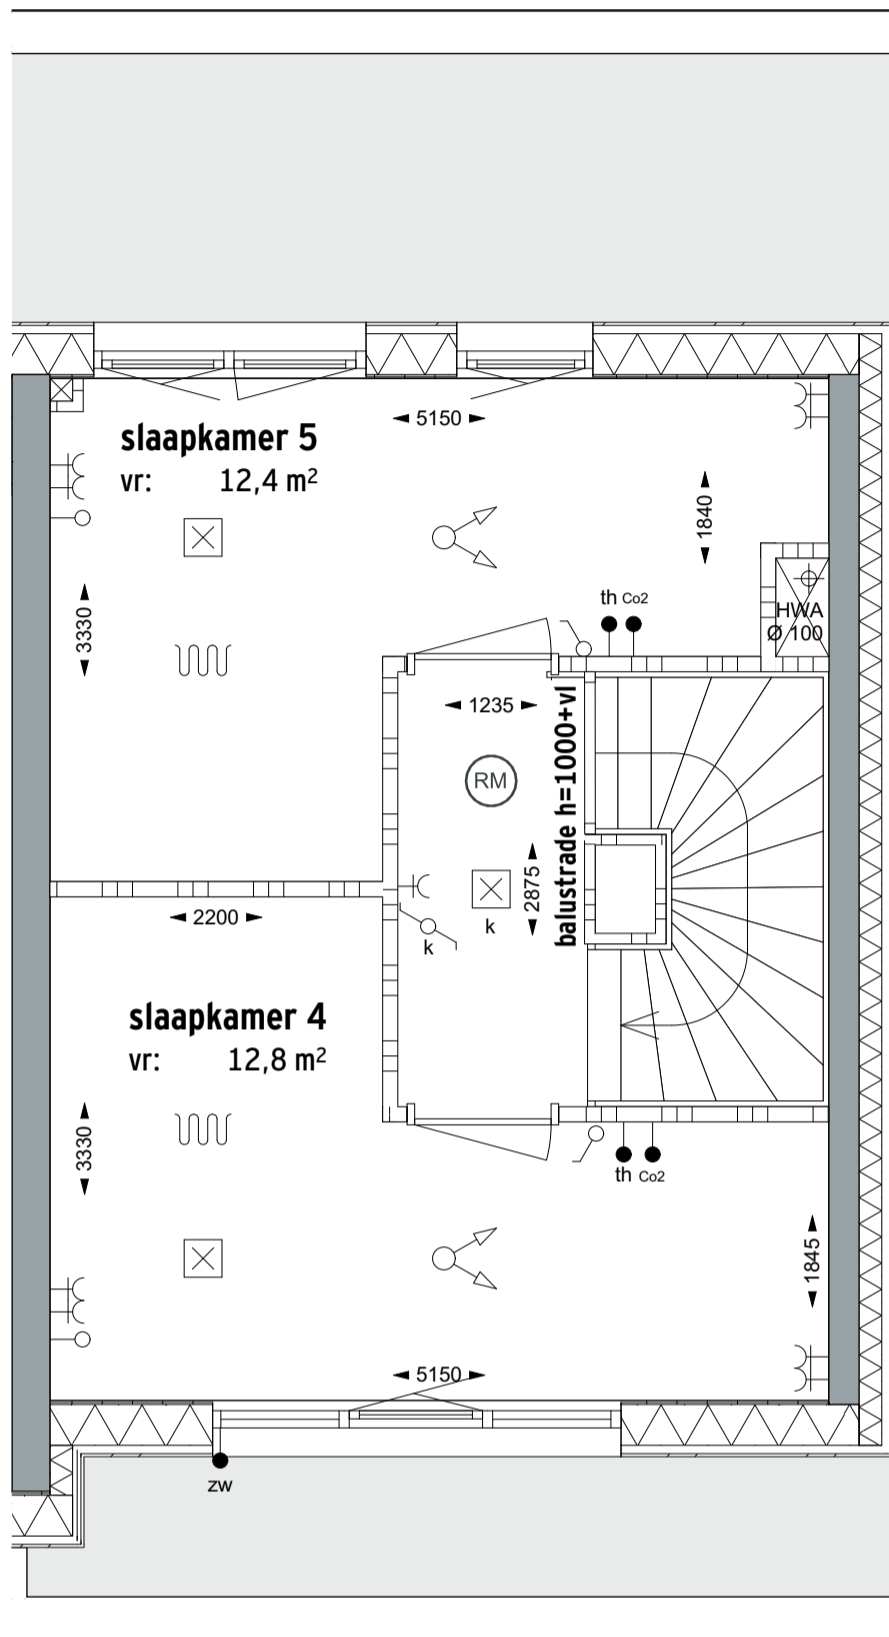 slaapkamer 5
vr: 12,4 m²
5150
1840
3330
th Co2
HWA
Ø 100
1235
RM
balustrade h=1000+vl
2875
k
k
2200
slaapkamer 4
vr: 12,8 m²
3330
th Co2
1845
5150
zw